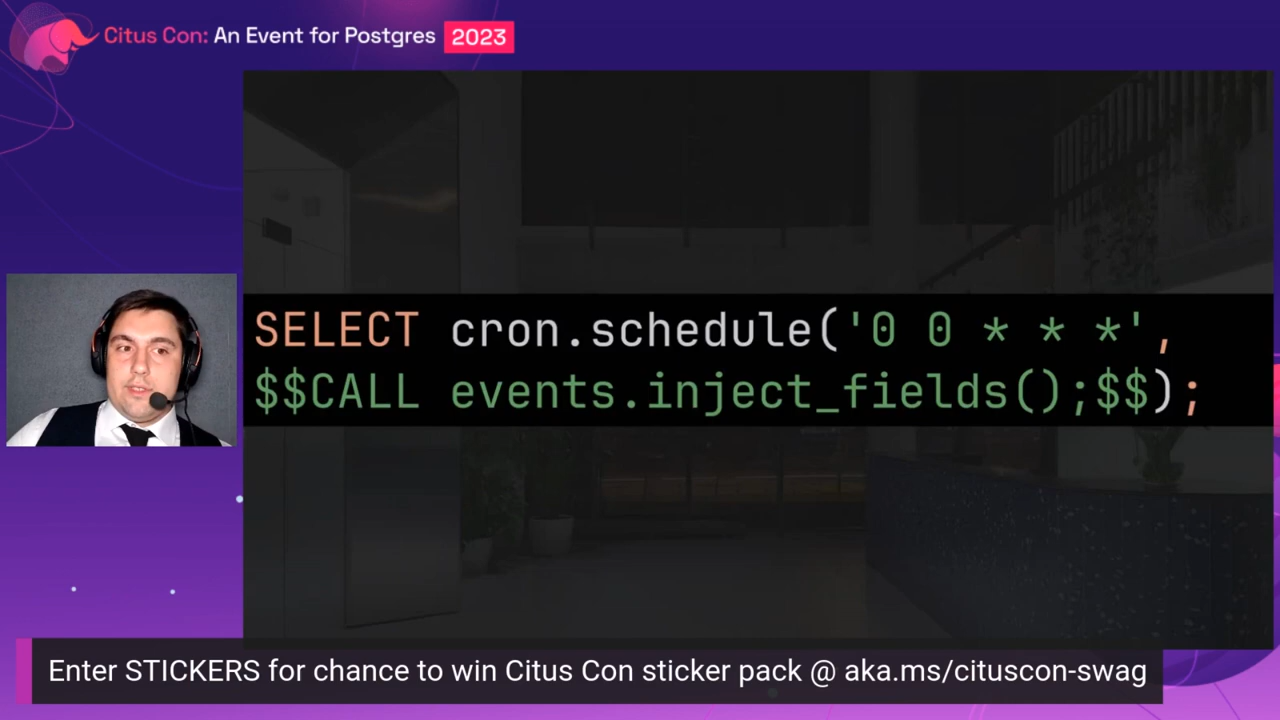 Citus Con: An Event for Postgres 2023
SELECT cron.schedule('0 0 * * *',
$$CALL events.inject_fields();$$);
Enter STICKERS for chance to win Citus Con sticker pack @ aka.ms/cituscon-swag